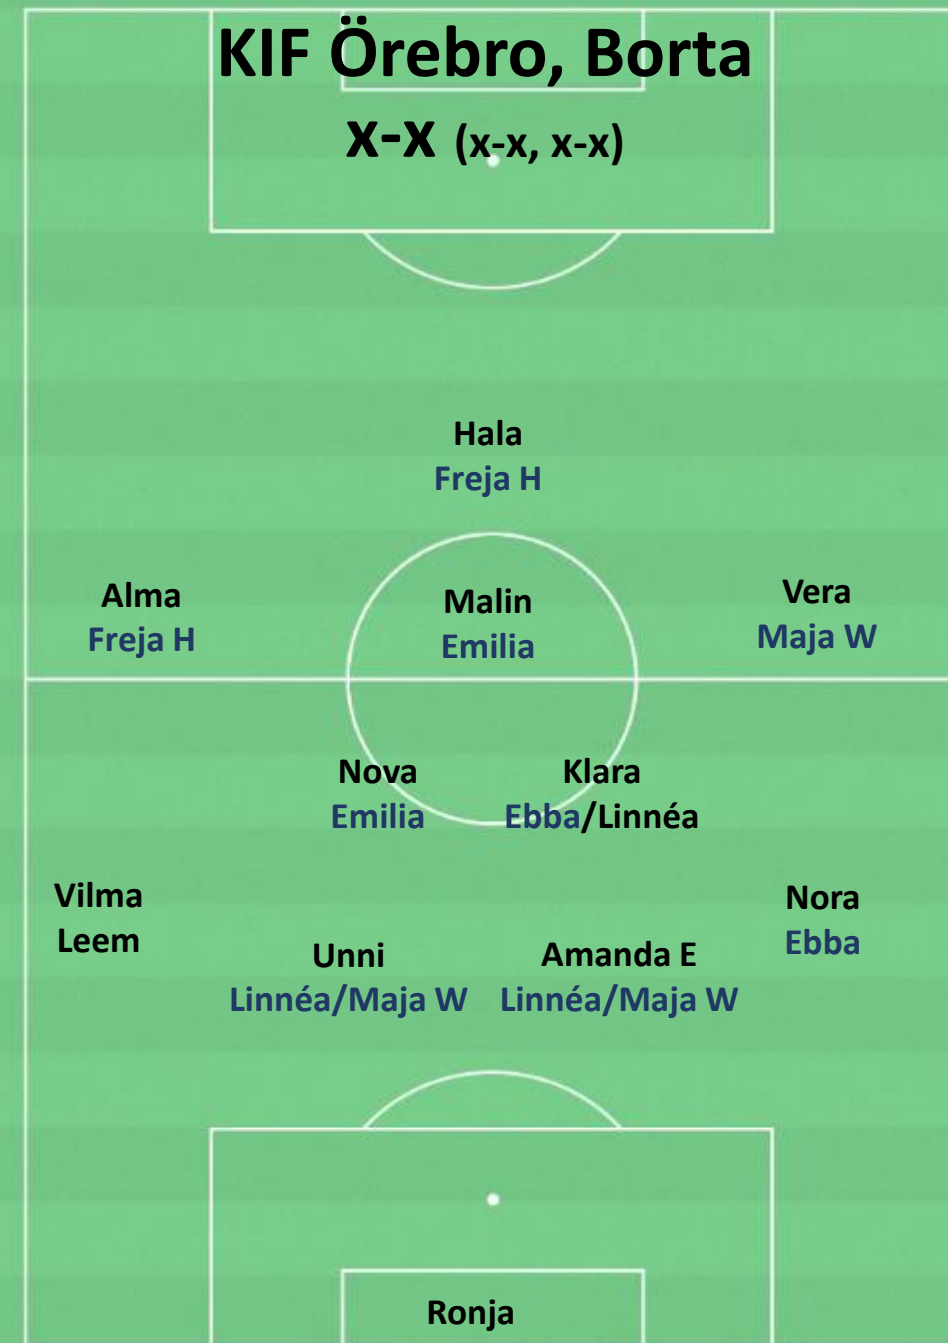 KIF Örebro, Borta
x-x (x-x, x-x)
Hala
Freja H
Alma
Freja H
Malin
Emilia
Vera
Maja W
Nova
Emilia
Klara
Ebba/Linnéa
Vilma
Leem
Unni
Linnéa/Maja W
Amanda E
Linnéa/Maja W
Nora
Ebba
Ronja